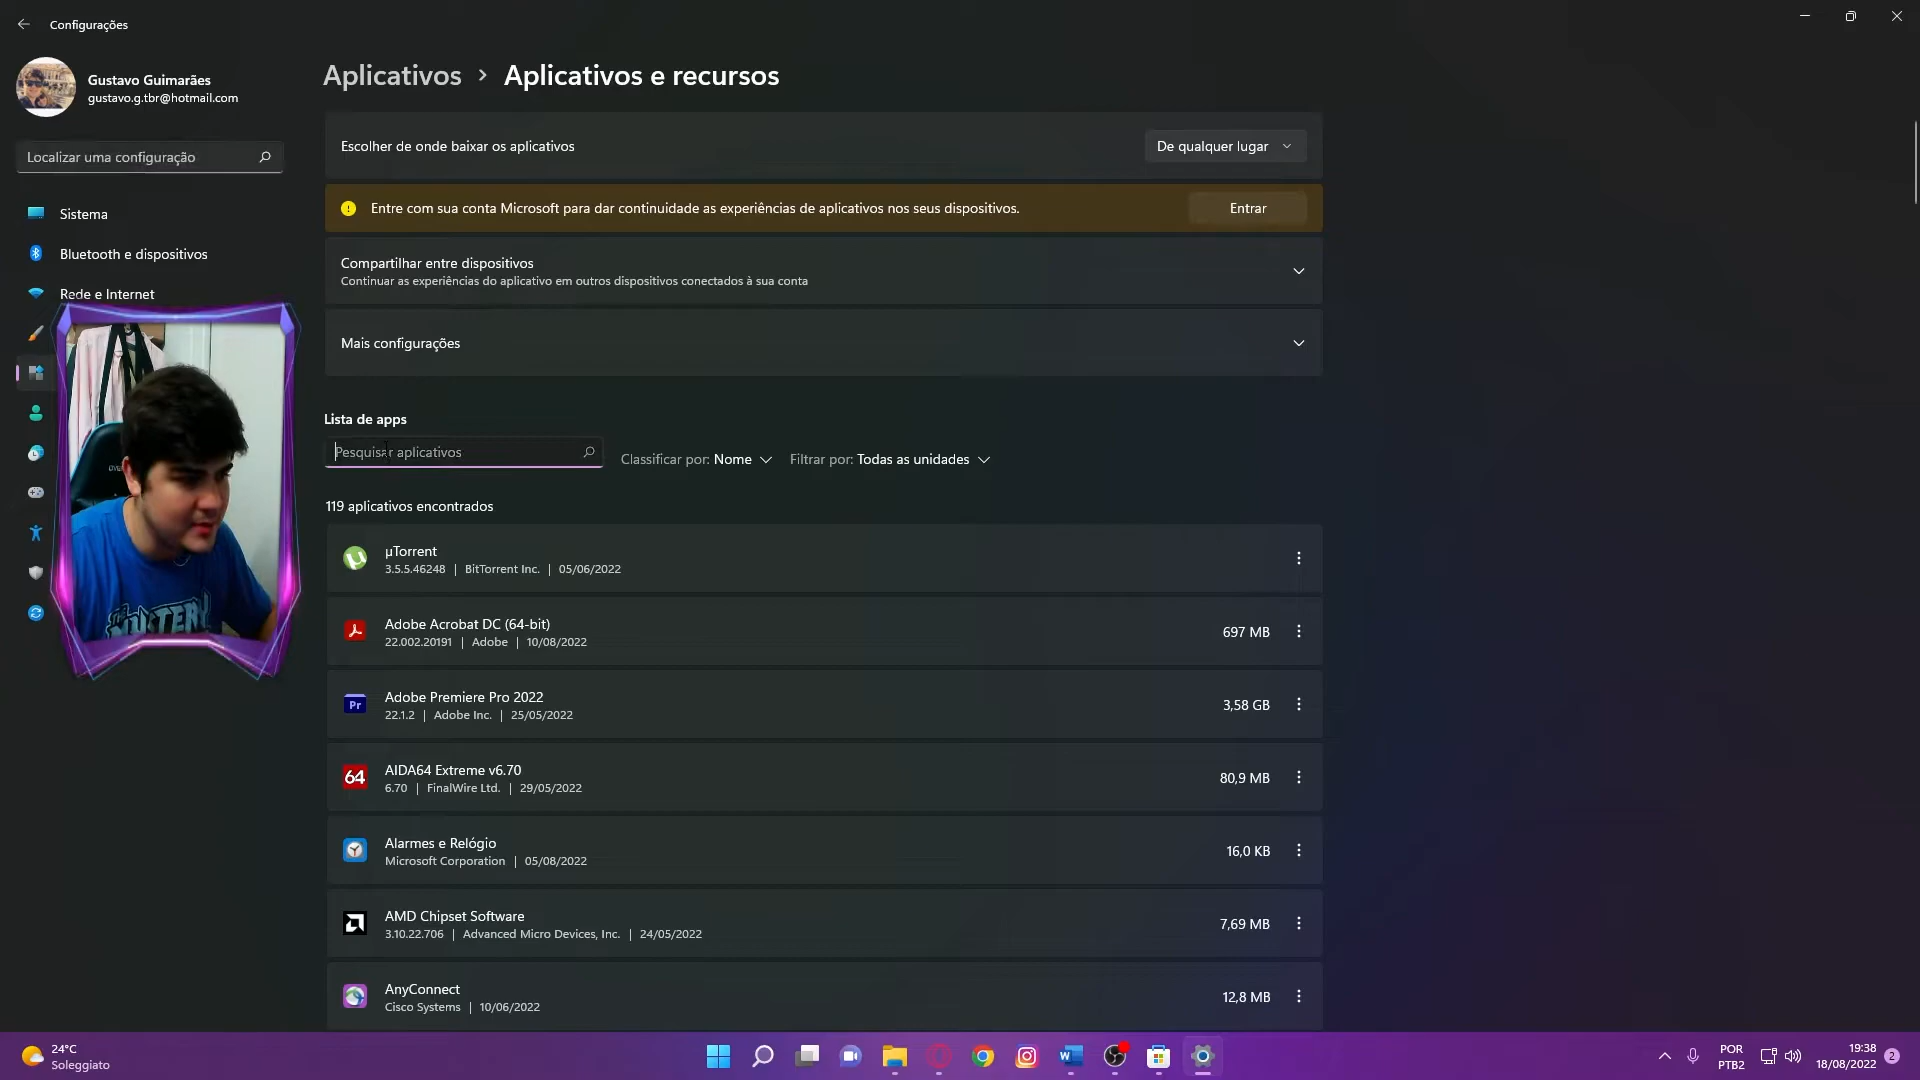 Configurações
Gustavo Guimarães
gustavo.g.tbr@hotmail.com
Localizar uma configuração
Sistema
Bluetooth e dispositivos
Rede e Internet
Aplicativos > Aplicativos e recursos
Escolher de onde baixar os aplicativos
De qualquer lugar
Entre com sua conta Microsoft para dar continuidade as experiências de aplicativos nos seus dispositivos.
Entrar
Compartilhar entre dispositivos
Continuar as experiências do aplicativo em outros dispositivos conectados à sua conta
Mais configurações
Lista de apps
Pesquisar aplicativos
Classificar por: Nome
Filtrar por: Todas as unidades
119 aplicativos encontrados
µTorrent
3.5.5.46248 | BitTorrent Inc. | 05/06/2022
Adobe Acrobat DC (64-bit)
22.002.20191 | Adobe | 10/08/2022
697 MB
Pr
Adobe Premiere Pro 2022
22.1.2 | Adobe Inc. | 25/05/2022
3,58 GB
64
AIDA64 Extreme v6.70
6.70 | FinalWire Ltd. | 29/05/2022
80,9 MB
Alarmes e Relógio
Microsoft Corporation | 05/08/2022
16,0 KB
AMD Chipset Software
3.10.22.706 | Advanced Micro Devices, Inc. | 24/05/2022
7,69 MB
AnyConnect
Cisco Systems | 10/06/2022
12,8 MB
24°C
Soleggiato
POR
PTB2
19:38
18/08/2022
2